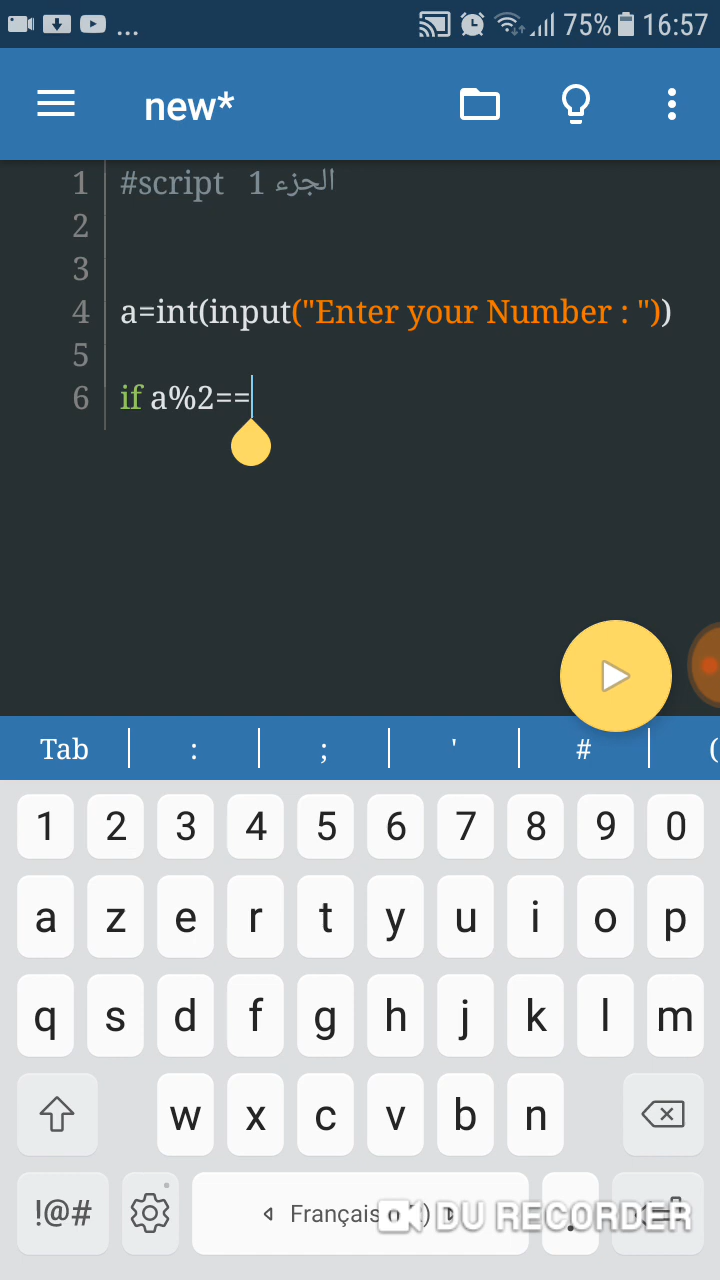 ... 75% 16:57
new*
1 #script 1 الجزء
2
3
4 a=int(input("Enter your Number : "))
5
6 if a%2==
Tab : ; ' # (
1 2 3 4 5 6 7 8 9 0
a z e r t y u i o p
q s d f g h j k l m
w x c v b n
!@# Français .
DU RECORDER